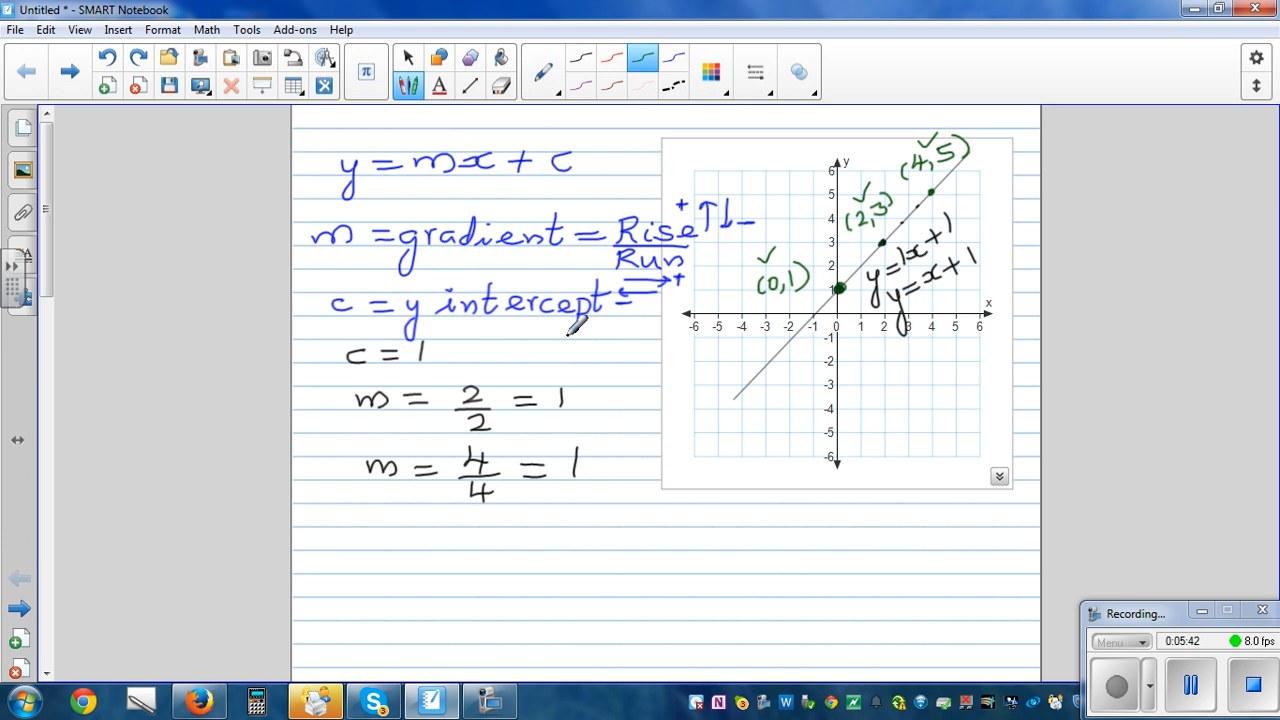 Untitled * - SMART Notebook
File Edit View Insert Format Math Tools Add-ons Help
y = mx + c
m = gradient = Rise/Run + ↑↓ −
→ +
c = y intercept ← −
c = 1
m = 2/2 = 1
m = 4/4 = 1
(4,5)
(2,3)
(0,1)
y = 1x + 1
y = x + 1
y
6
5
4
3
2
1
x
-6 -5 -4 -3 -2 -1 0 1 2 3 4 5 6
-1
-2
-3
-4
-5
-6
Recording...
Menu 0:05:42 8.0 fps